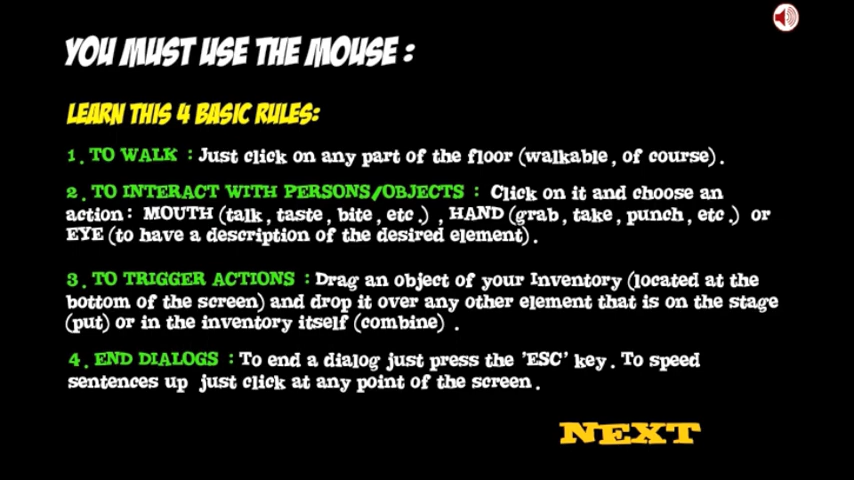 YOU MUST USE THE MOUSE :
LEARN THIS 4 BASIC RULES:
1. TO WALK : Just click on any part of the floor (walkable, of course).
2. TO INTERACT WITH PERSONS/OBJECTS : Click on it and choose an
action: MOUTH (talk, taste, bite, etc.), HAND (grab, take, punch, etc.) or
EYE (to have a description of the desired element).
3. TO TRIGGER ACTIONS : Drag an object of your Inventory (located at the
bottom of the screen) and drop it over any other element that is on the stage
(put) or in the inventory itself (combine) .
4. END DIALOGS : To end a dialog just press the 'ESC' key. To speed
sentences up just click at any point of the screen.
NEXT